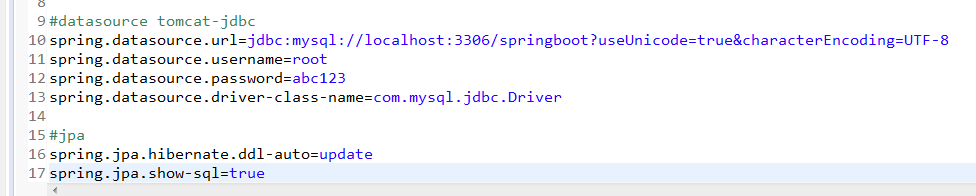 8
9 #datasource tomcat-jdbc
10 spring.datasource.url=jdbc:mysql://localhost:3306/springboot?useUnicode=true&characterEncoding=UTF-8
11 spring.datasource.username=root
12 spring.datasource.password=abc123
13 spring.datasource.driver-class-name=com.mysql.jdbc.Driver
14
15 #jpa
16 spring.jpa.hibernate.ddl-auto=update
17 spring.jpa.show-sql=true